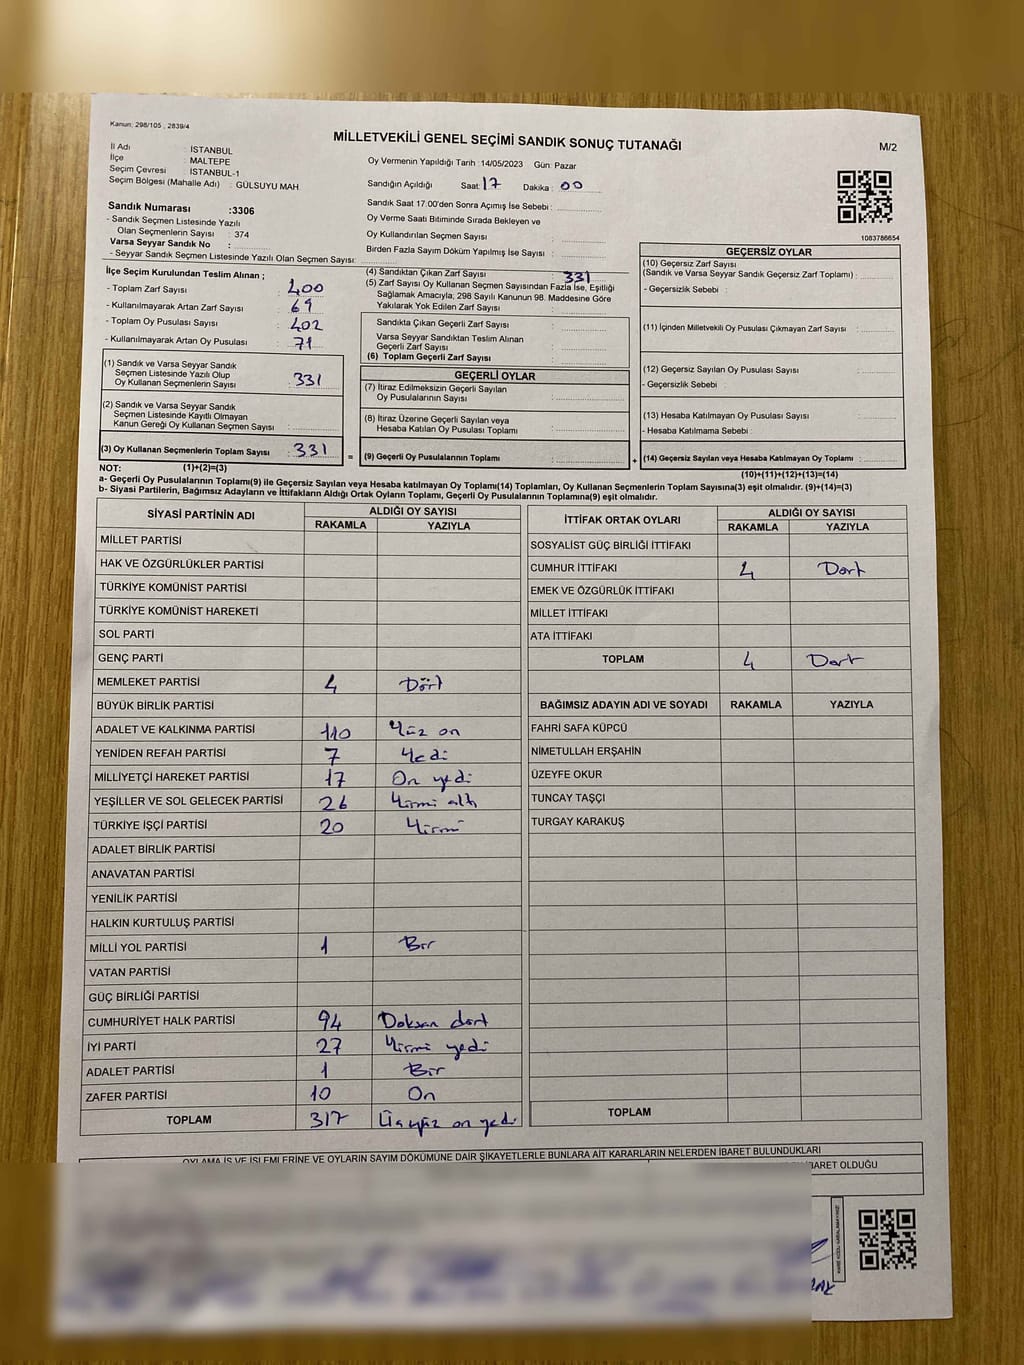 Kanun: 298/105 , 2839/4
MİLLETVEKİLİ GENEL SEÇİMİ SANDIK SONUÇ TUTANAĞI
M/2
İl Adı : İSTANBUL
İlçe : MALTEPE
Seçim Çevresi : İSTANBUL-1
Seçim Bölgesi (Mahalle Adı) : GÜLSUYU MAH
Oy Vermenin Yapıldığı Tarih :14/05/2023 Gün: Pazar
Sandığın Açıldığı Saat: 17 Dakika : 00
Sandık Saat 17.00'den Sonra Açımış İse Sebebi :
Oy Verme Saati Bitiminde Sırada Bekleyen ve
Oy Kullandırılan Seçmen Sayısı :
Birden Fazla Sayım Döküm Yapılmış İse Sayısı :
1083786654
Sandık Numarası :3306
- Sandık Seçmen Listesinde Yazılı
Olan Seçmenlerin Sayısı : 374
Varsa Seyyar Sandık No :
- Seyyar Sandık Seçmen Listesinde Yazılı Olan Seçmen Sayısı:
İlçe Seçim Kurulundan Teslim Alınan ;
- Toplam Zarf Sayısı : 400
- Kullanılmayarak Artan Zarf Sayısı : 69
- Toplam Oy Pusulası Sayısı : 402
- Kullanılmayarak Artan Oy Pusulası : 71
(1) Sandık ve Varsa Seyyar Sandık
Seçmen Listesinde Yazılı Olup
Oy Kullanan Seçmenlerin Sayısı : 331
(2) Sandık ve Varsa Seyyar Sandık
Seçmen Listesinde Kayıtlı Olmayan
Kanun Gereği Oy Kullanan Seçmen Sayısı :
(3) Oy Kullanan Seçmenlerin Toplam Sayısı : 331
(4) Sandıktan Çıkan Zarf Sayısı : 331
(5) Zarf Sayısı Oy Kullanan Seçmen Sayısından Fazla İse, Eşitliği
Sağlamak Amacıyla, 298 Sayılı Kanunun 98. Maddesine Göre
Yakılarak Yok Edilen Zarf Sayısı :
Sandıkta Çıkan Geçerli Zarf Sayısı :
Varsa Seyyar Sandıktan Teslim Alınan
Geçerli Zarf Sayısı :
(6) Toplam Geçerli Zarf Sayısı :
GEÇERLİ OYLAR
(7) İtiraz Edilmeksizin Geçerli Sayılan
Oy Pusulalarının Sayısı :
(8) İtiraz Üzerine Geçerli Sayılan veya
Hesaba Katılan Oy Pusulası Toplamı :
= (9) Geçerli Oy Pusulalarının Toplamı :
GEÇERSİZ OYLAR
(10) Geçersiz Zarf Sayısı
(Sandık ve Varsa Seyyar Sandık Geçersiz Zarf Toplamı) :
- Geçersizlik Sebebi :
(11) İçinden Milletvekili Oy Pusulası Çıkmayan Zarf Sayısı :
(12) Geçersiz Sayılan Oy Pusulası Sayısı :
- Geçersizlik Sebebi :
(13) Hesaba Katılmayan Oy Pusulası Sayısı :
- Hesaba Katılmama Sebebi :
+ (14) Geçersiz Sayılan veya Hesaba Katılmayan Oy Toplamı :
NOT: (1)+(2)=(3)
(10)+(11)+(12)+(13)=(14)
a- Geçerli Oy Pusulalarının Toplamı(9) ile Geçersiz Sayılan veya Hesaba katılmayan Oy Toplamı(14) Toplamları, Oy Kullanan Seçmenlerin Toplam Sayısına(3) eşit olmalıdır. (9)+(14)=(3)
b- Siyasi Partilerin, Bağımsız Adayların ve İttifakların Aldığı Ortak Oyların Toplamı, Geçerli Oy Pusulalarının Toplamına(9) eşit olmalıdır.
SİYASİ PARTİNİN ADI ALDIĞI OY SAYISI
RAKAMLA YAZIYLA
MİLLET PARTİSİ
HAK VE ÖZGÜRLÜKLER PARTİSİ
TÜRKİYE KOMÜNİST PARTİSİ
TÜRKİYE KOMÜNİST HAREKETİ
SOL PARTİ
GENÇ PARTİ
MEMLEKET PARTİSİ 4 Dört
BÜYÜK BİRLİK PARTİSİ
ADALET VE KALKINMA PARTİSİ 110 Yüz on
YENİDEN REFAH PARTİSİ 7 Yedi
MİLLİYETÇİ HAREKET PARTİSİ 17 On yedi
YEŞİLLER VE SOL GELECEK PARTİSİ 26 Yirmi altı
TÜRKİYE İŞÇİ PARTİSİ 20 Yirmi
ADALET BİRLİK PARTİSİ
ANAVATAN PARTİSİ
YENİLİK PARTİSİ
HALKIN KURTULUŞ PARTİSİ
MİLLİ YOL PARTİSİ 1 Bir
VATAN PARTİSİ
GÜÇ BİRLİĞİ PARTİSİ
CUMHURİYET HALK PARTİSİ 94 Doksan dört
İYİ PARTİ 27 Yirmi yedi
ADALET PARTİSİ 1 Bir
ZAFER PARTİSİ 10 On
TOPLAM 317 Üçyüz on yedi
İTTİFAK ORTAK OYLARI ALDIĞI OY SAYISI
RAKAMLA YAZIYLA
SOSYALİST GÜÇ BİRLİĞİ İTTİFAKI
CUMHUR İTTİFAKI 4 Dört
EMEK VE ÖZGÜRLÜK İTTİFAKI
MİLLET İTTİFAKI
ATA İTTİFAKI
TOPLAM 4 Dört
BAĞIMSIZ ADAYIN ADI VE SOYADI RAKAMLA YAZIYLA
FAHRİ SAFA KÜPCÜ
NİMETULLAH ERŞAHİN
ÜZEYFE OKUR
TUNCAY TAŞÇI
TURGAY KARAKUŞ
TOPLAM
OYLAMA İŞ VE İŞLEMLERİNE VE OYLARIN SAYIM DÖKÜMÜNE DAİR ŞİKAYETLERLE BUNLARA AİT KARARLARIN NELERDEN İBARET BULUNDUKLARI
İBARET OLDUĞU